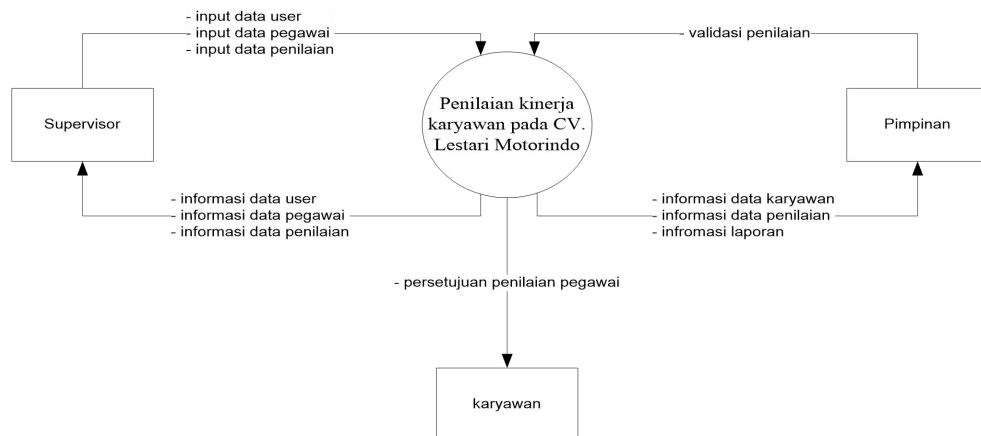 - input data user
- input data pegawai
- input data penilaian
- validasi penilaian
Supervisor
Penilaian kinerja
karyawan pada CV.
Lestari Motorindo
Pimpinan
- informasi data user
- informasi data pegawai
- informasi data penilaian
- informasi data karyawan
- informasi data penilaian
- infromasi laporan
- persetujuan penilaian pegawai
karyawan